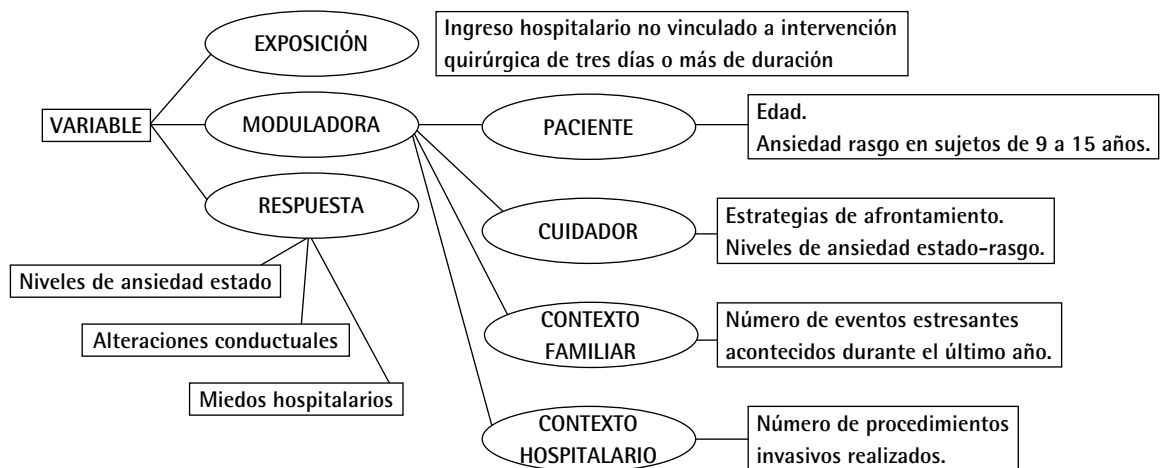 EXPOSICIÓN
Ingreso hospitalario no vinculado a intervención
quirúrgica de tres días o más de duración
VARIABLE
MODULADORA
PACIENTE
Edad.
Ansiedad rasgo en sujetos de 9 a 15 años.
RESPUESTA
CUIDADOR
Estrategias de afrontamiento.
Niveles de ansiedad estado-rasgo.
Niveles de ansiedad estado
Alteraciones conductuales
Miedos hospitalarios
CONTEXTO
FAMILIAR
Número de eventos estresantes
acontecidos durante el último año.
CONTEXTO
HOSPITALARIO
Número de procedimientos
invasivos realizados.